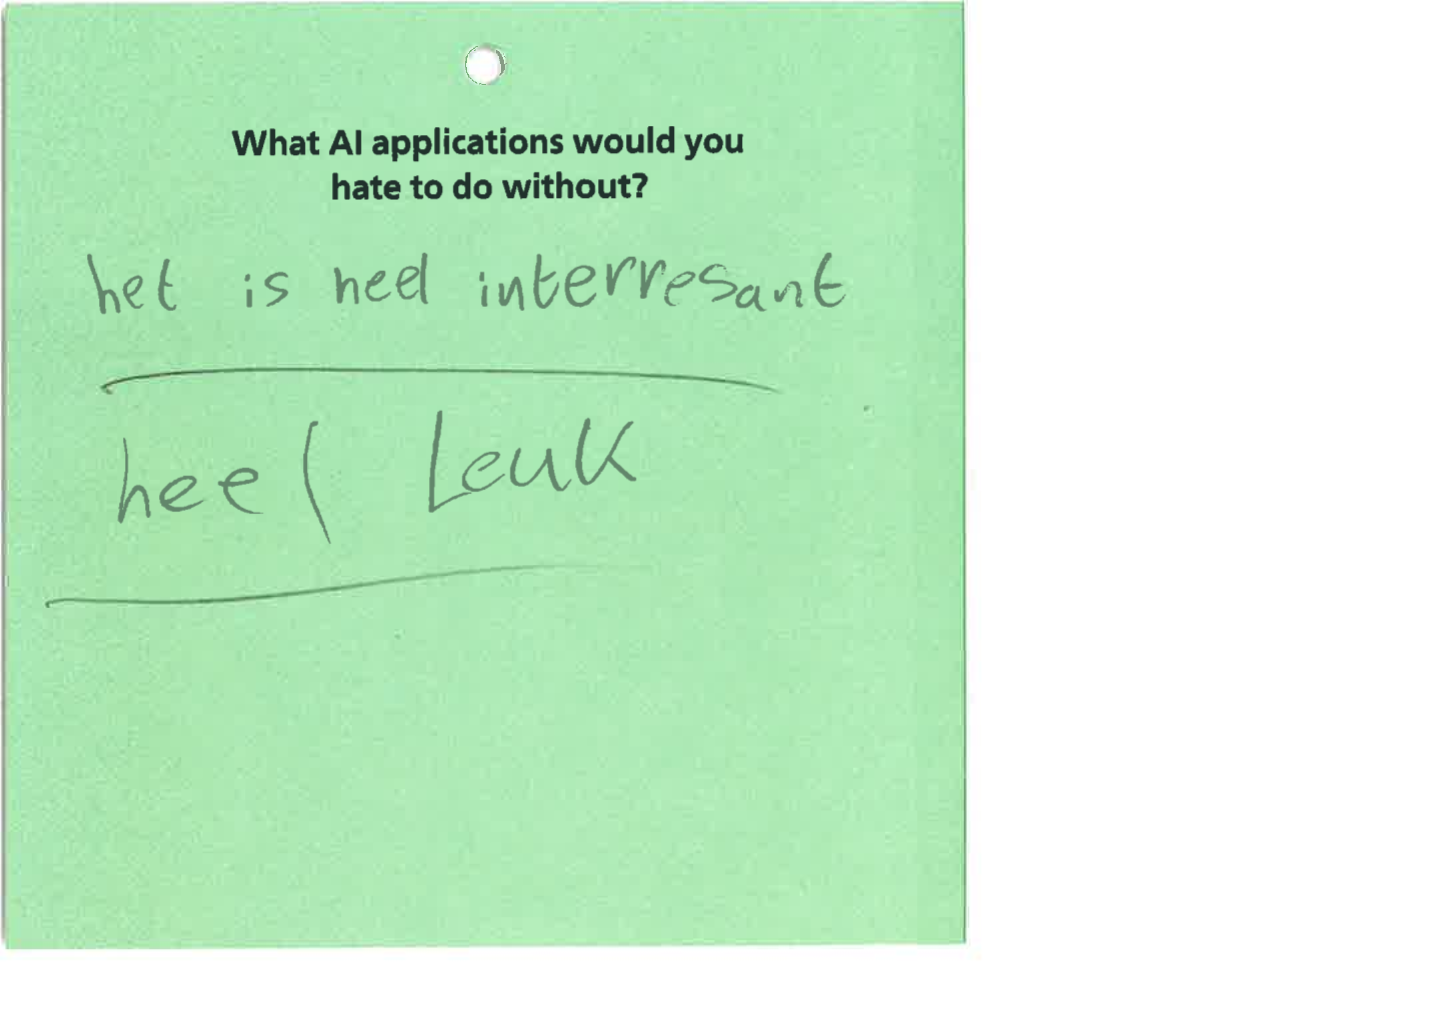 What AI applications would you
hate to do without?
het is heel interresant
heel Leuk